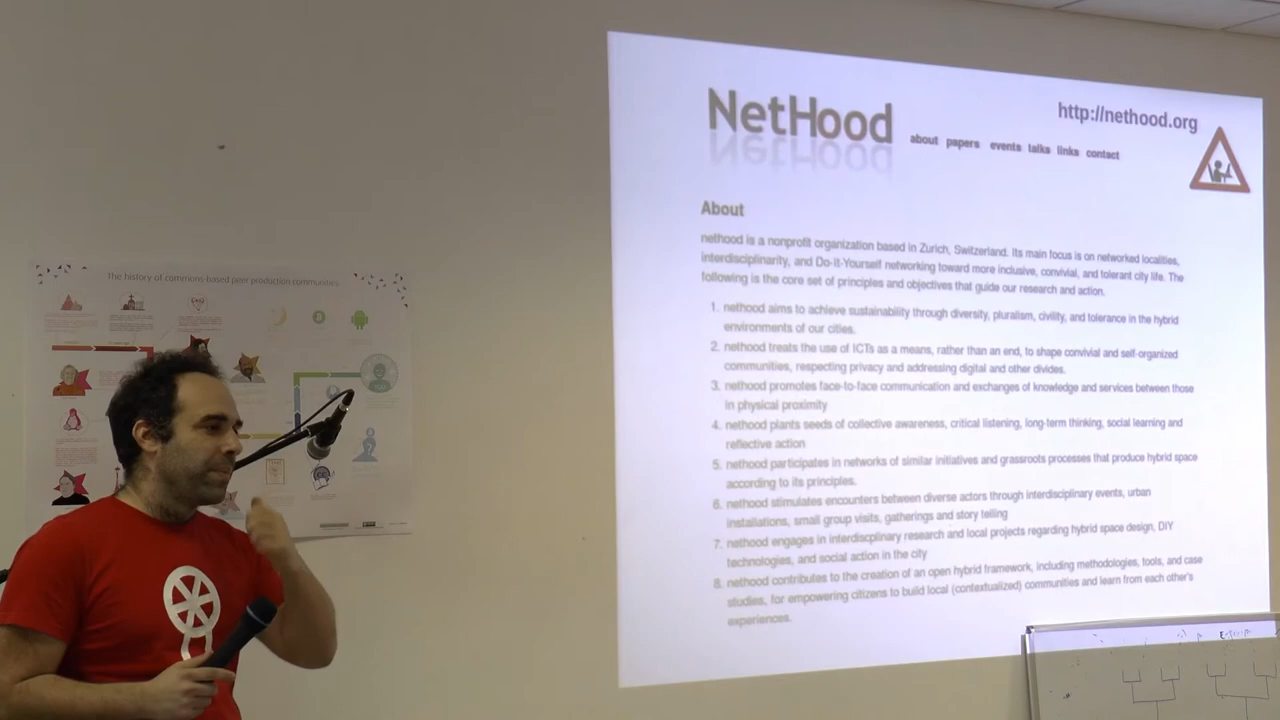 NetHood
http://nethood.org
about papers events talks links contact
About
nethood is a nonprofit organization based in Zurich, Switzerland. Its main focus is on networked localities,
interdisciplinarity, and Do-it-Yourself networking toward more inclusive, convivial, and tolerant city life. The
following is the core set of principles and objectives that guide our research and action.
1. nethood aims to achieve sustainability through diversity, pluralism, civility, and tolerance in the hybrid
environments of our cities.
2. nethood treats the use of ICTs as a means, rather than an end, to shape convivial and self-organized
communities, respecting privacy and addressing digital and other divides.
3. nethood promotes face-to-face communication and exchanges of knowledge and services between those
in physical proximity
4. nethood plants seeds of collective awareness, critical listening, long-term thinking, social learning and
reflective action
5. nethood participates in networks of similar initiatives and grassroots processes that produce hybrid space
according to its principles.
6. nethood stimulates encounters between diverse actors through interdisciplinary events, urban
installations, small group visits, gatherings and story telling
7. nethood engages in interdiscplinary research and local projects regarding hybrid space design, DIY
technologies, and social action in the city
8. nethood contributes to the creation of an open hybrid framework, including methodologies, tools, and case
studies, for empowering citizens to build local (contextualized) communities and learn from each other's
experiences.
The history of commons-based peer production communities